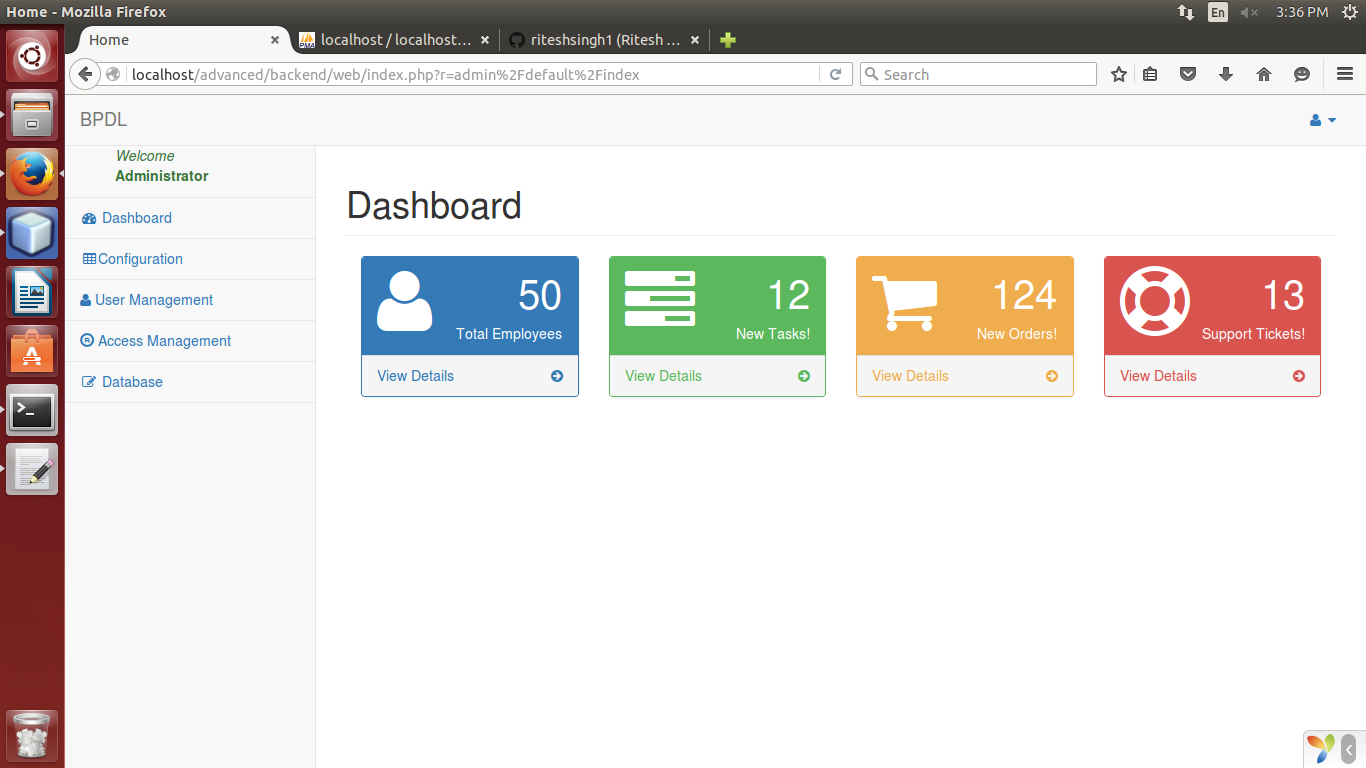 Home - Mozilla Firefox
En
3:36 PM
Home
PMA
localhost / localhost...
riteshsingh1 (Ritesh ...
localhost/advanced/backend/web/index.php?r=admin%2Fdefault%2Findex
Search
BPDL
Welcome
Administrator
Dashboard
Configuration
User Management
R Access Management
Database
Dashboard
50
Total Employees
View Details
12
New Tasks!
View Details
124
New Orders!
View Details
13
Support Tickets!
View Details